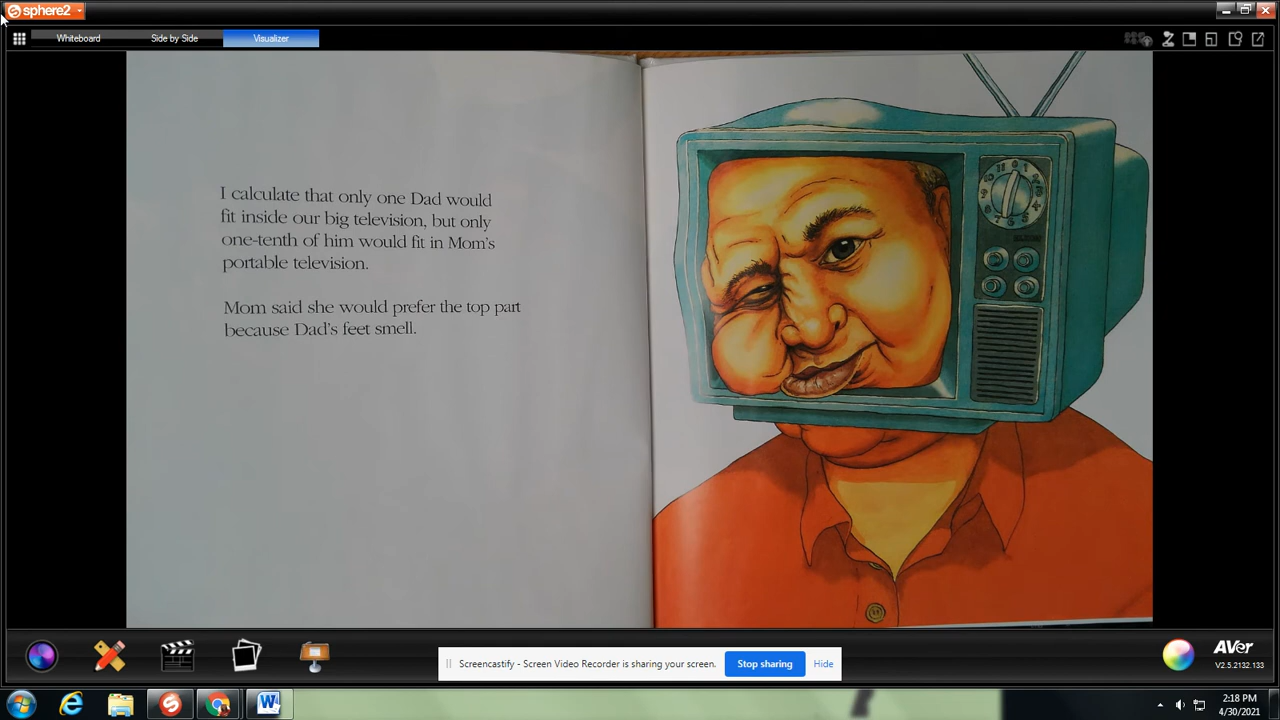 sphere2
Whiteboard
Side by Side
Visualizer
I calculate that only one Dad would
fit inside our big television, but only
one-tenth of him would fit in Mom's
portable television.
Mom said she would prefer the top part
because Dad's feet smell.
Screencastify - Screen Video Recorder is sharing your screen.
Stop sharing
Hide
AVer
V2.5.2132.133
2:18 PM
4/30/2021